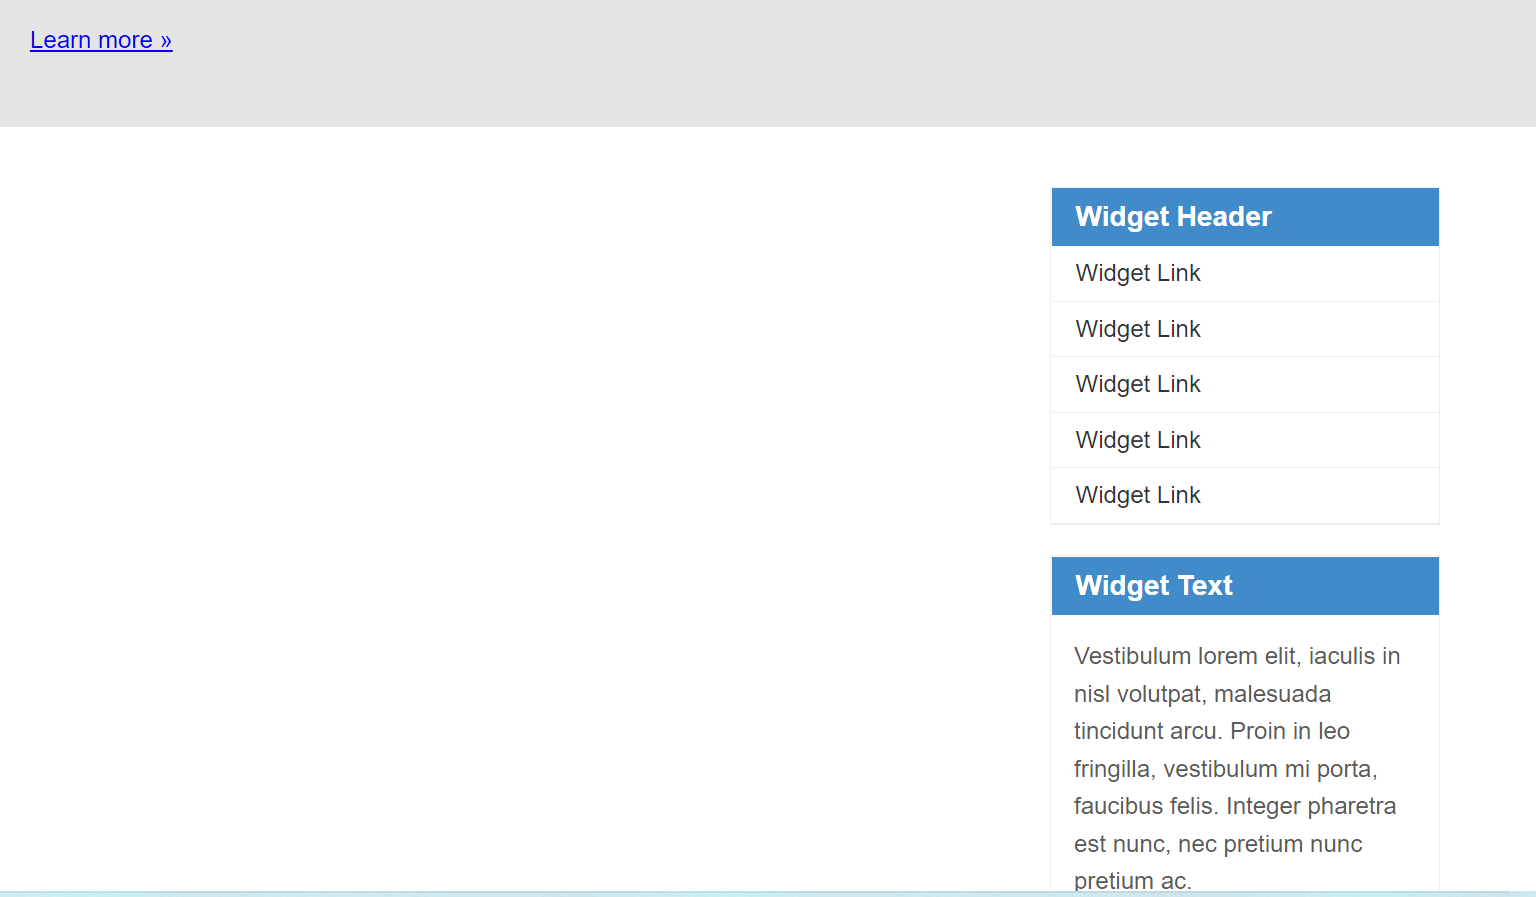 Learn more »
Widget Header
Widget Link
Widget Link
Widget Link
Widget Link
Widget Link
Widget Text
Vestibulum lorem elit, iaculis in
nisl volutpat, malesuada
tincidunt arcu. Proin in leo
fringilla, vestibulum mi porta,
faucibus felis. Integer pharetra
est nunc, nec pretium nunc
pretium ac.